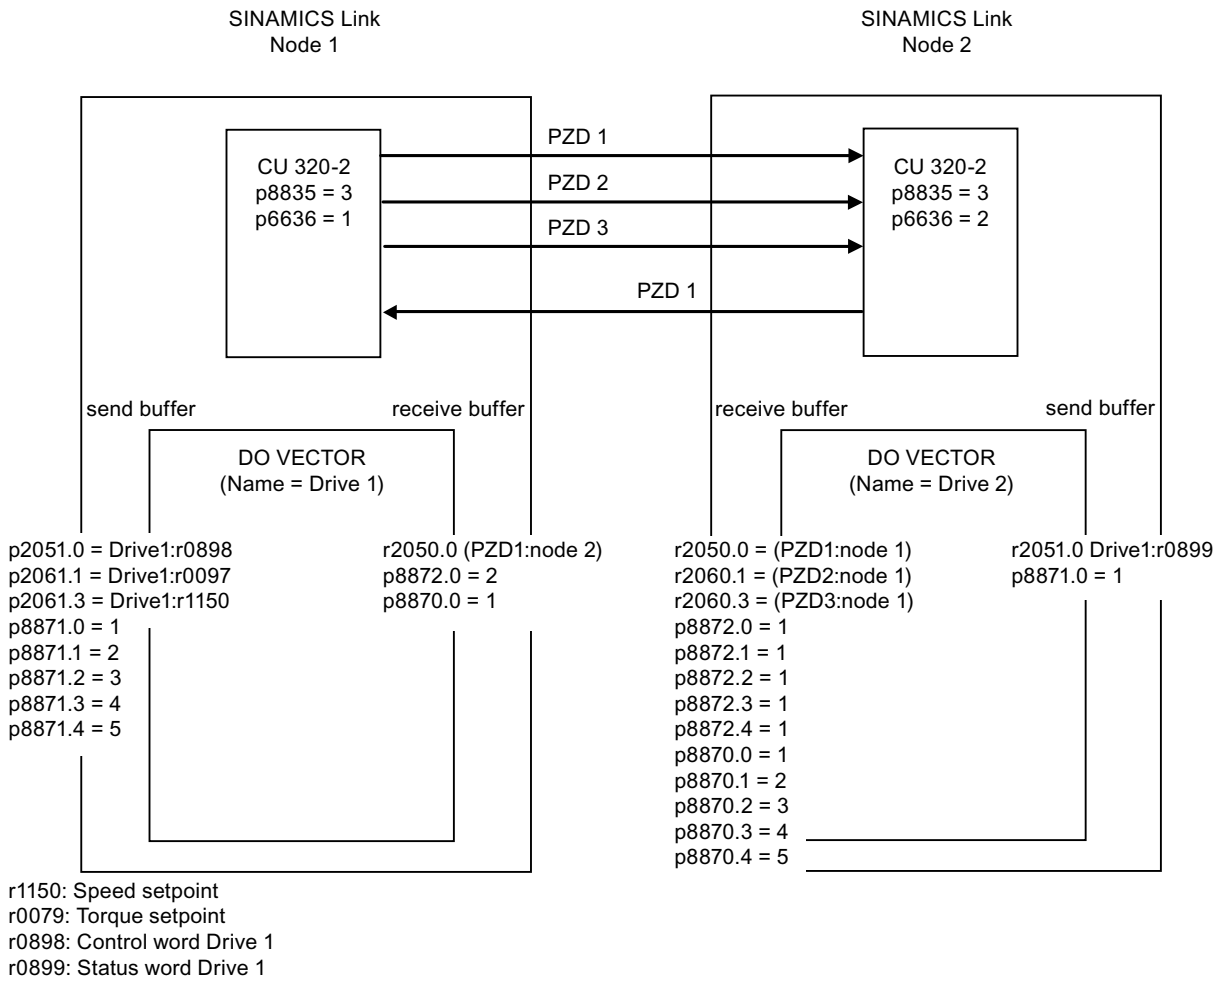 SINAMICS Link
Node 1
SINAMICS Link
Node 2
CU 320-2
p8835 = 3
p6636 = 1
PZD 1
PZD 2
PZD 3
PZD 1
CU 320-2
p8835 = 3
p6636 = 2
send buffer
receive buffer
DO VECTOR
(Name = Drive 1)
p2051.0 = Drive1:r0898
p2061.1 = Drive1:r0097
p2061.3 = Drive1:r1150
p8871.0 = 1
p8871.1 = 2
p8871.2 = 3
p8871.3 = 4
p8871.4 = 5
r2050.0 (PZD1:node 2)
p8872.0 = 2
p8870.0 = 1
receive buffer
send buffer
DO VECTOR
(Name = Drive 2)
r2050.0 = (PZD1:node 1)
r2060.1 = (PZD2:node 1)
r2060.3 = (PZD3:node 1)
p8872.0 = 1
p8872.1 = 1
p8872.2 = 1
p8872.3 = 1
p8872.4 = 1
p8870.0 = 1
p8870.1 = 2
p8870.2 = 3
p8870.3 = 4
p8870.4 = 5
r2051.0 Drive1:r0899
p8871.0 = 1
r1150: Speed setpoint
r0079: Torque setpoint
r0898: Control word Drive 1
r0899: Status word Drive 1